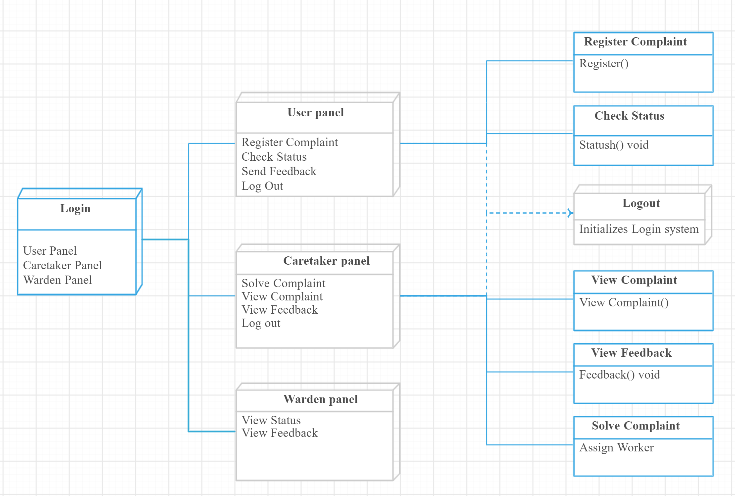 Login
User Panel
Caretaker Panel
Warden Panel
User panel
Register Complaint
Check Status
Send Feedback
Log Out
Caretaker panel
Solve Complaint
View Complaint
View Feedback
Log out
Warden panel
View Status
View Feedback
Register Complaint
Register()
Check Status
Statush() void
Logout
Initializes Login system
View Complaint
View Complaint()
View Feedback
Feedback() void
Solve Complaint
Assign Worker